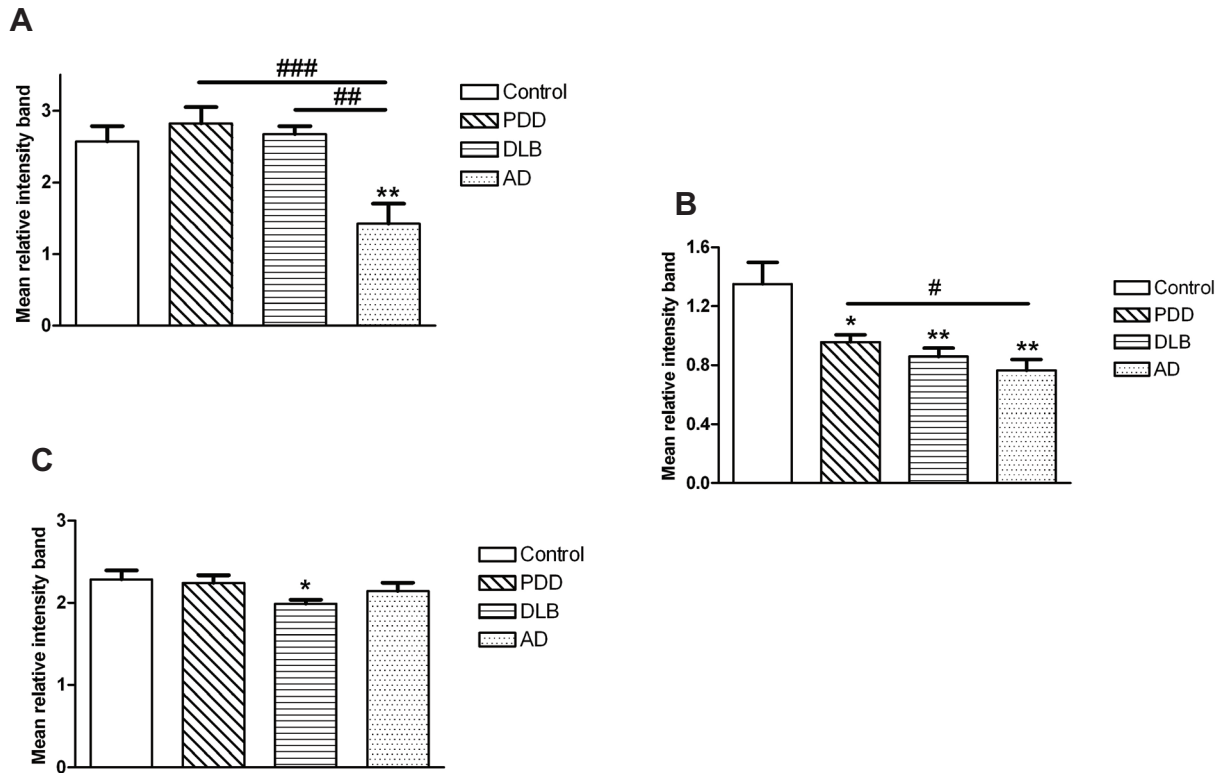 A
###
##
**
3
2
1
0
Mean relative intensity band
Control
PDD
DLB
AD
B
1.6
1.2
0.8
0.4
0.0
Mean relative intensity band
#
*
**
**
Control
PDD
DLB
AD
C
3
2
1
0
Mean relative intensity band
*
Control
PDD
DLB
AD